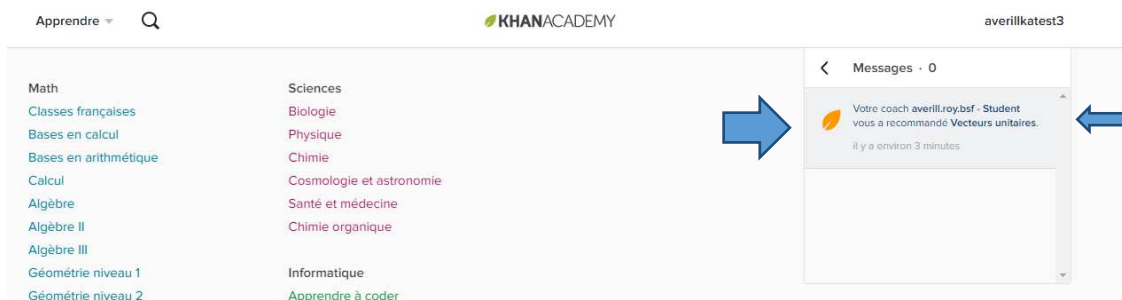 Apprendre
KHANACADEMY
averillkatest3
Math
Classes françaises
Bases en calcul
Bases en arithmétique
Calcul
Algèbre
Algèbre II
Algèbre III
Géométrie niveau 1
Géométrie niveau 2
Sciences
Biologie
Physique
Chimie
Cosmologie et astronomie
Santé et médecine
Chimie organique
Informatique
Apprendre à coder
Messages · 0
Votre coach averill.roy.bsf - Student
vous a recommandé Vecteurs unitaires.
il y a environ 3 minutes